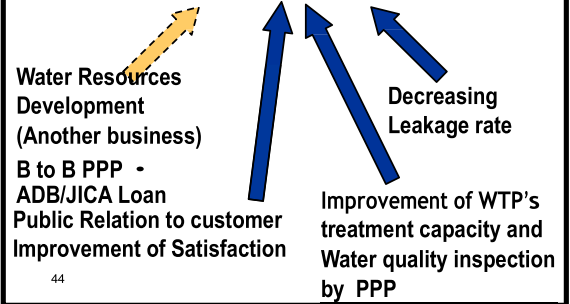 Water Resources
Development
(Another business)
B to B PPP・
ADB/JICA Loan
Public Relation to customer
Improvement of Satisfaction
Decreasing
Leakage rate
Improvement of WTP's
treatment capacity and
Water quality inspection
by PPP
44